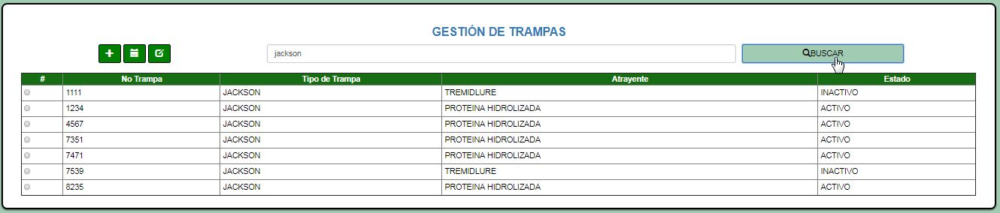 GESTIÓN DE TRAMPAS
jackson BUSCAR
# No Trampa Tipo de Trampa Atrayente Estado
1111 JACKSON TREMIDLURE INACTIVO
1234 JACKSON PROTEINA HIDROLIZADA ACTIVO
4567 JACKSON PROTEINA HIDROLIZADA ACTIVO
7351 JACKSON PROTEINA HIDROLIZADA ACTIVO
7471 JACKSON PROTEINA HIDROLIZADA ACTIVO
7539 JACKSON TREMIDLURE INACTIVO
8235 JACKSON PROTEINA HIDROLIZADA ACTIVO